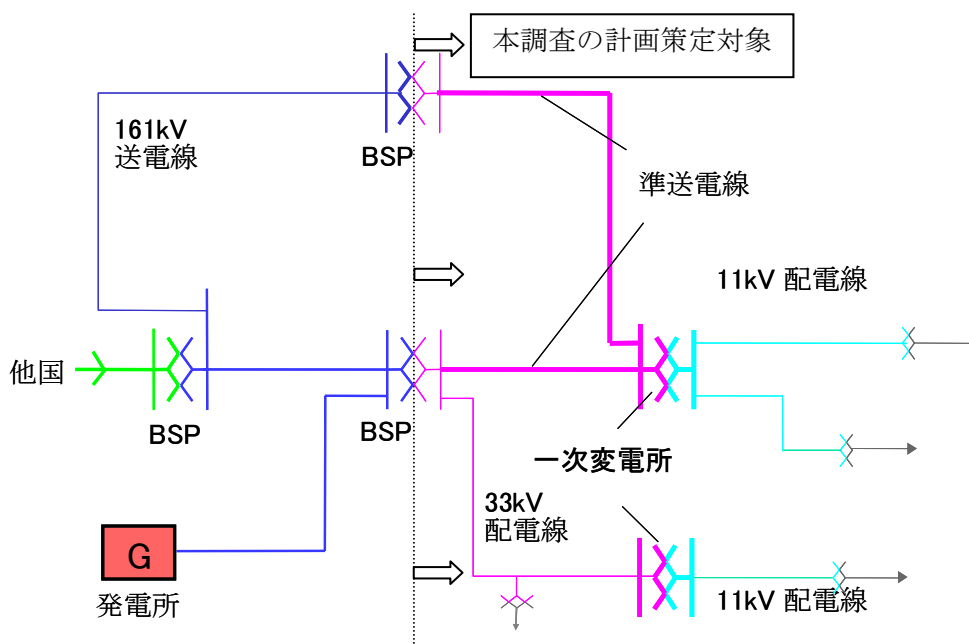 本調査の計画策定対象
161kV
送電線
BSP
準送電線
11kV 配電線
他国
BSP
BSP
一次変電所
33kV
配電線
G
発電所
11kV 配電線